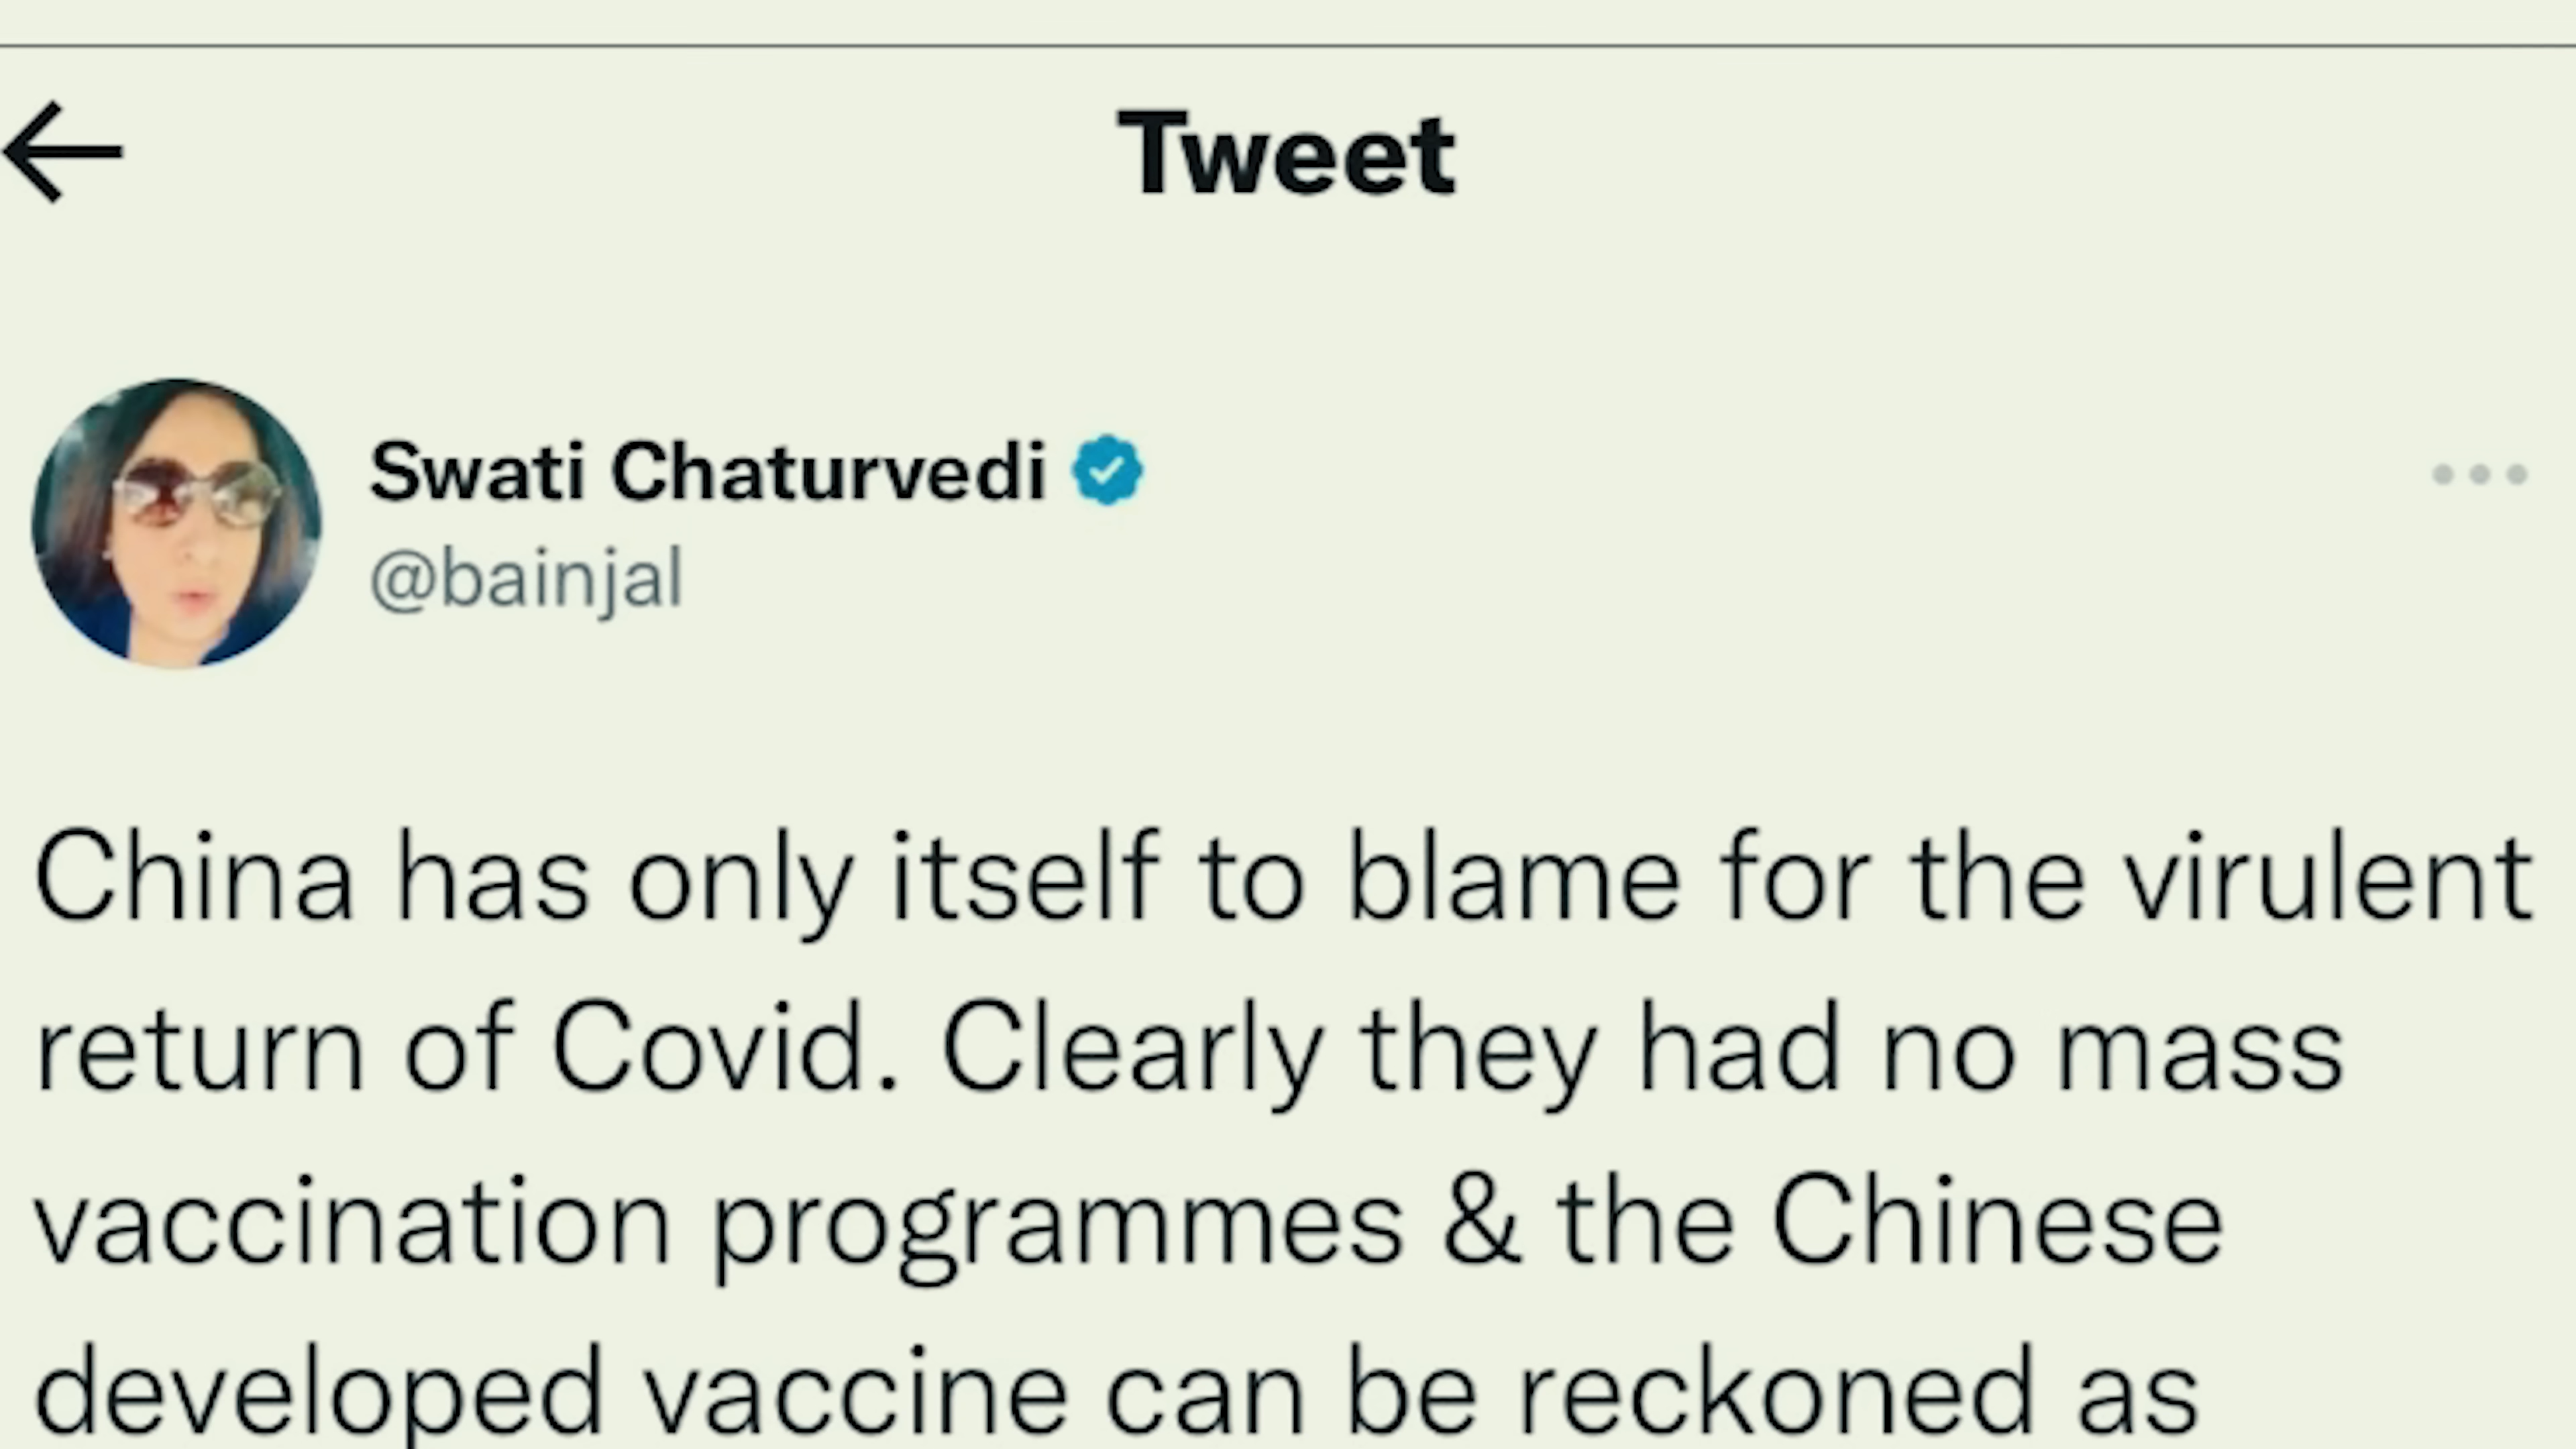 Tweet
Swati Chaturvedi
@bainjal
China has only itself to blame for the virulent
return of Covid. Clearly they had no mass
vaccination programmes & the Chinese
developed vaccine can be reckoned as